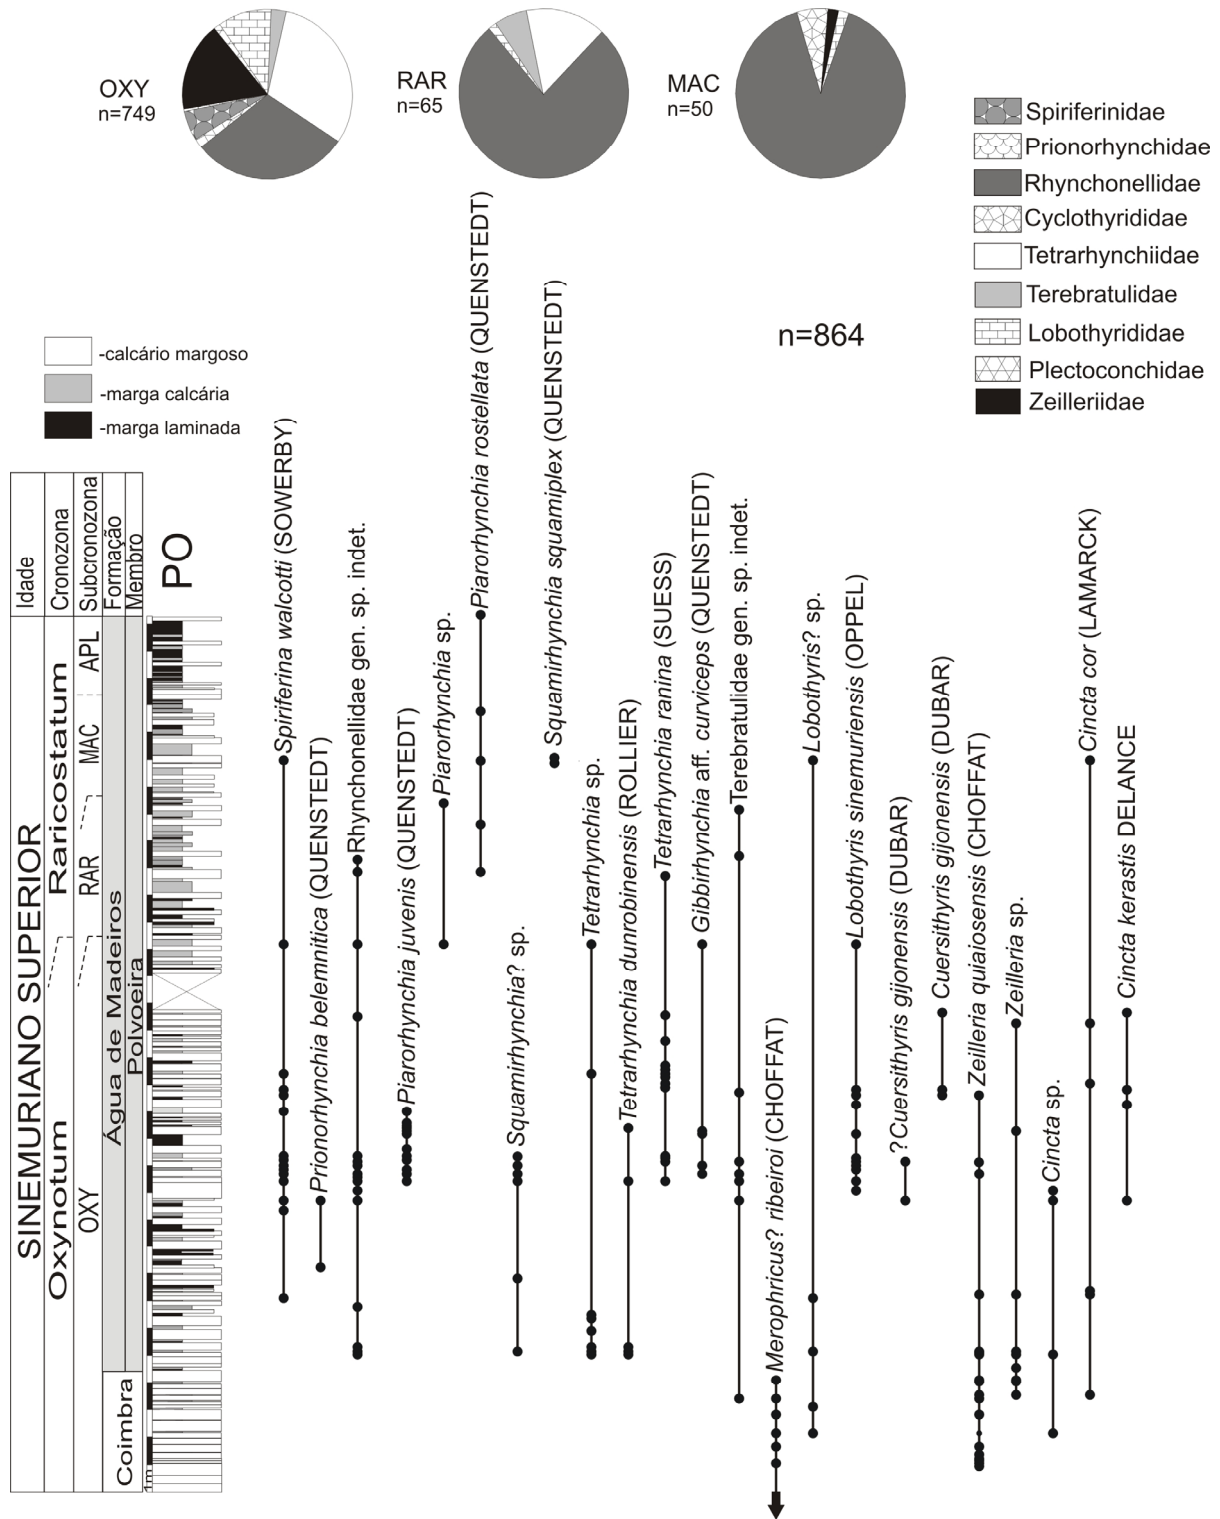 OXY
n=749
RAR
n=65
MAC
n=50
Spiriferinidae
Prionorhynchidae
Rhynchonellidae
Cyclothyrididae
Tetrarhynchiidae
Terebratulidae
Lobothyrididae
Plectoconchidae
Zeilleriidae
n=864
-calcário margoso
-marga calcária
-marga laminada
Idade
Cronozona
Subcronozona
Formação
Membro
PO
SINEMURIANO SUPERIOR
Raricostatum
Oxynotum
APL
MAC
RAR
OXY
Água de Madeiros
Polvoeira
Coimbra
1m
Spiriferina walcotti (SOWERBY)
Prionorhynchia belemnitica (QUENSTEDT)
Rhynchonellidae gen. sp. indet.
Piarorhynchia juvenis (QUENSTEDT)
Piarorhynchia sp.
Piarorhynchia rostellata (QUENSTEDT)
Squamirhynchia? sp.
Squamirhynchia squamiplex (QUENSTEDT)
Tetrarhynchia sp.
Tetrarhynchia dunrobinensis (ROLLIER)
Tetrarhynchia ranina (SUESS)
Gibbirhynchia aff. curviceps (QUENSTEDT)
Terebratulidae gen. sp. indet.
Merophricus? ribeiroi (CHOFFAT)
Lobothyris? sp.
Lobothyris sinemuriensis (OPPEL)
?Cuersithyris gijonensis (DUBAR)
Cuersithyris gijonensis (DUBAR)
Zeilleria quiaiosensis (CHOFFAT)
Zeilleria sp.
Cincta sp.
Cincta cor (LAMARCK)
Cincta kerastis DELANCE